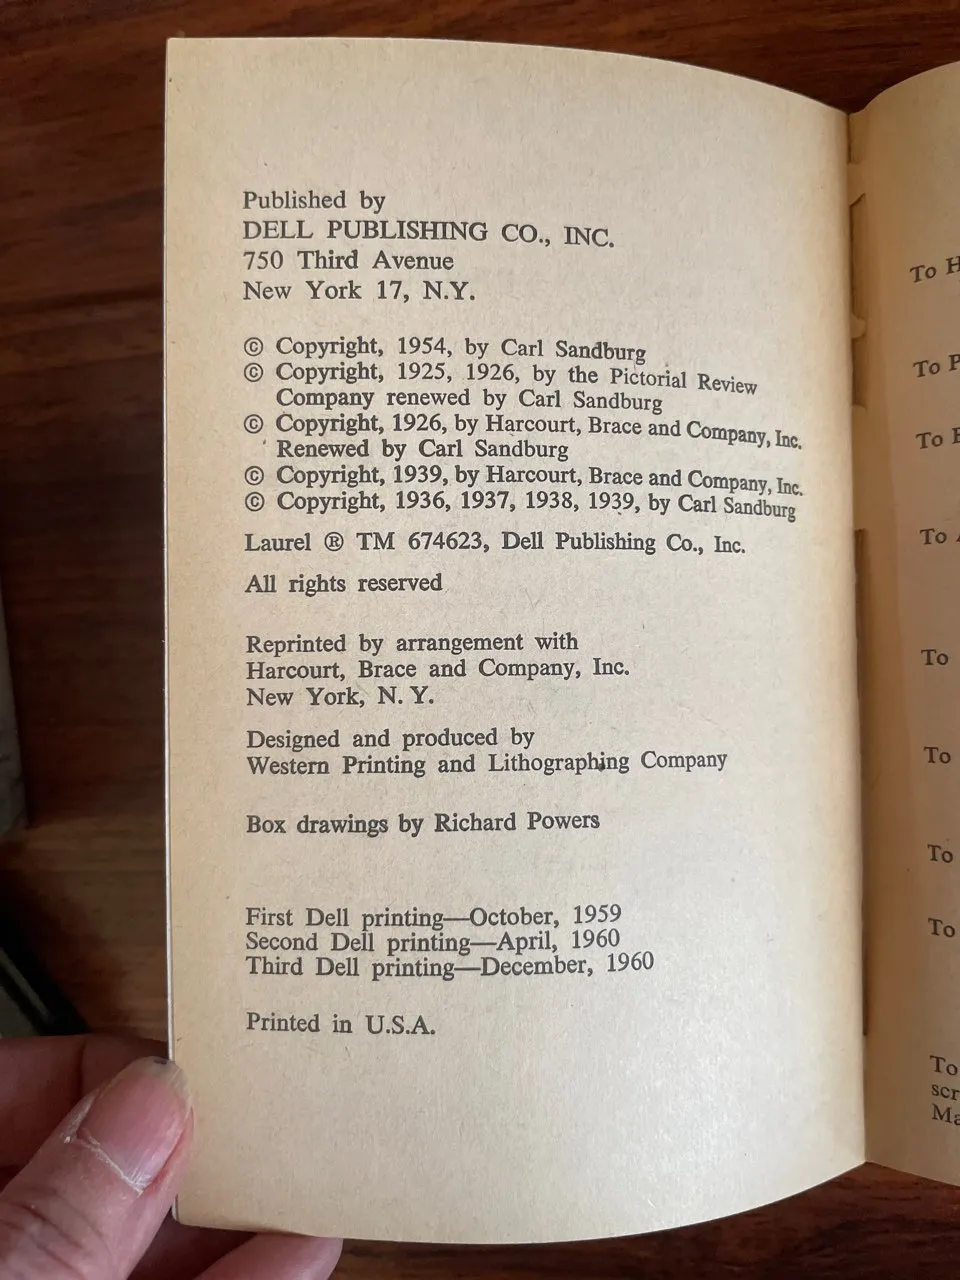 Published by
DELL PUBLISHING CO., INC.
750 Third Avenue
New York 17, N.Y.
© Copyright, 1954, by Carl Sandburg
© Copyright, 1925, 1926, by the Pictorial Review
Company renewed by Carl Sandburg
© Copyright, 1926, by Harcourt, Brace and Company, Inc.
Renewed by Carl Sandburg
© Copyright, 1939, by Harcourt, Brace and Company, Inc.
© Copyright, 1936, 1937, 1938, 1939, by Carl Sandburg
Laurel ® TM 674623, Dell Publishing Co., Inc.
All rights reserved
Reprinted by arrangement with
Harcourt, Brace and Company, Inc.
New York, N. Y.
Designed and produced by
Western Printing and Lithographing Company
Box drawings by Richard Powers
First Dell printing—October, 1959
Second Dell printing—April, 1960
Third Dell printing—December, 1960
Printed in U.S.A.
To
To
To
To
To
To
To
To
To